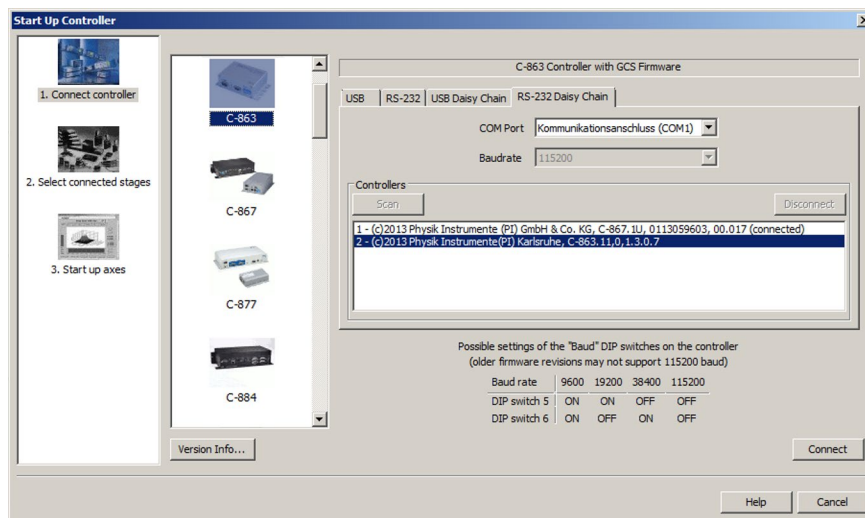 Start Up Controller
1. Connect controller
2. Select connected stages
3. Start up axes
C-863
C-867
C-877
C-884
Version Info...
C-863 Controller with GCS Firmware
USB RS-232 USB Daisy Chain RS-232 Daisy Chain
COM Port Kommunikationsanschluss (COM1)
Baudrate 115200
Controllers
Scan Disconnect
1 - (c)2013 Physik Instrumente (PI) GmbH & Co. KG, C-867.1U, 0113059603, 00.017 (connected)
2 - (c)2013 Physik Instrumente(PI) Karlsruhe, C-863.11,0,1.3.0.7
Possible settings of the "Baud" DIP switches on the controller
(older firmware revisions may not support 115200 baud)
Baud rate 9600 19200 38400 115200
DIP switch 5 ON ON OFF OFF
DIP switch 6 ON OFF ON OFF
Connect
Help Cancel